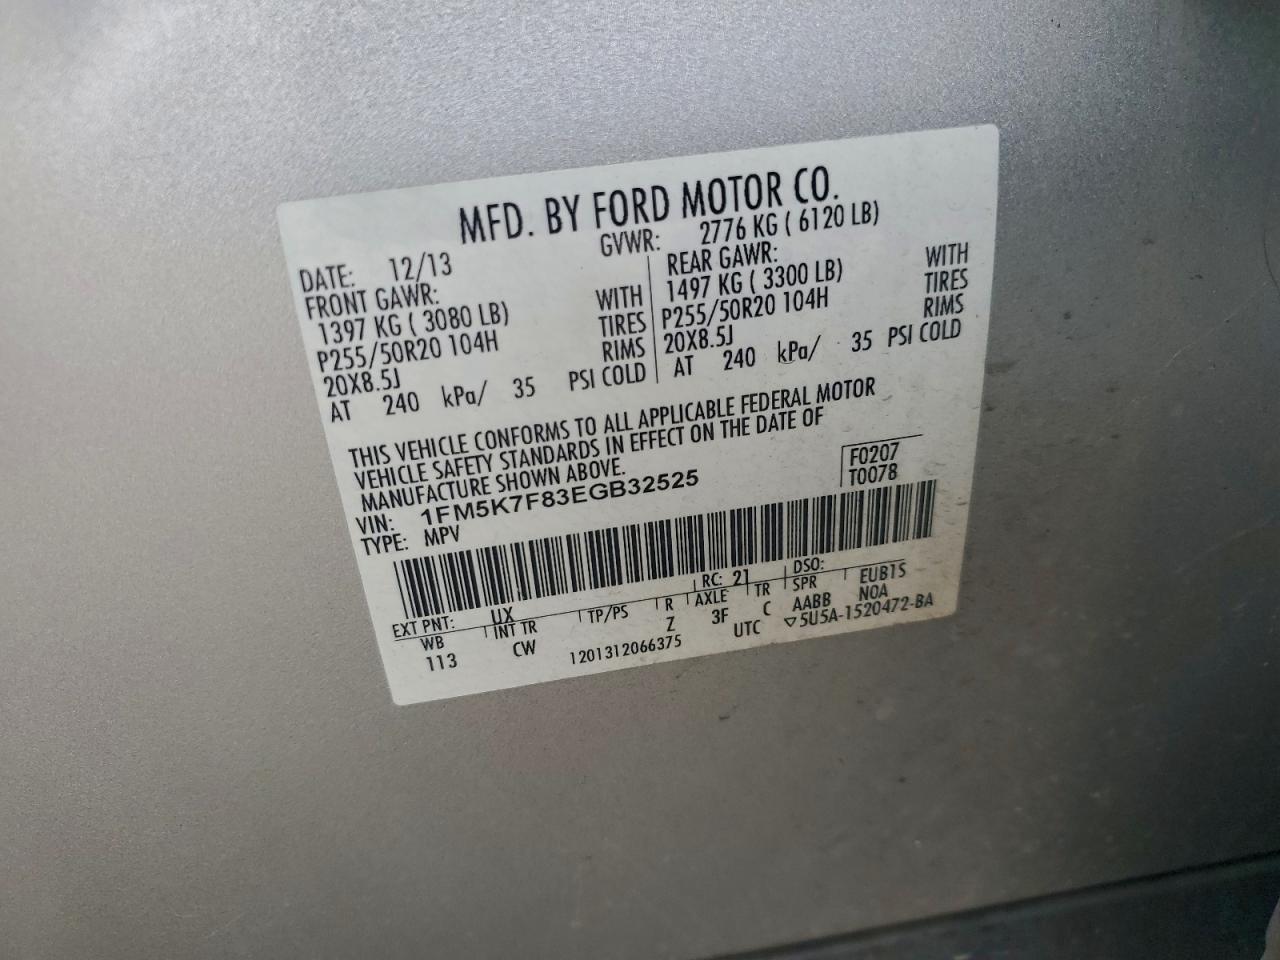 MFD. BY FORD MOTOR CO.
DATE: 12/13 GVWR: 2776 KG ( 6120 LB)
FRONT GAWR:
1397 KG ( 3080 LB) WITH
P255/50R20 104H TIRES
20X8.5J RIMS
AT 240 kPa/ 35 PSI COLD
REAR GAWR:
1497 KG ( 3300 LB) WITH
P255/50R20 104H TIRES
20X8.5J RIMS
AT 240 kPa/ 35 PSI COLD
THIS VEHICLE CONFORMS TO ALL APPLICABLE FEDERAL MOTOR
VEHICLE SAFETY STANDARDS IN EFFECT ON THE DATE OF
MANUFACTURE SHOWN ABOVE.
F0207
T0078
VIN: 1FM5K7F83EGB32525
TYPE: MPV
EXT PNT: UX RC: 21 DSO:
WB INT TR TP/PS R AXLE TR SPR EUB1S
113 CW Z 3F C AABB NOA
1201312066375 UTC ▽5U5A-1520472-BA